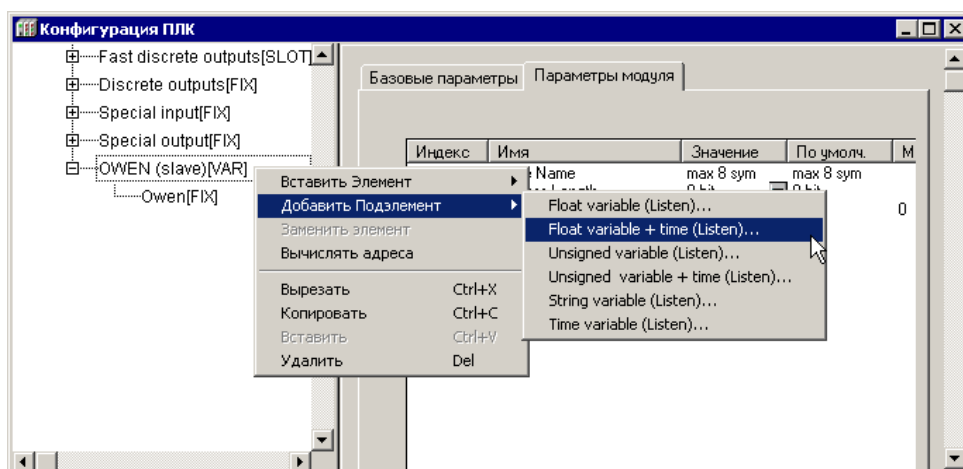 Конфигурация ПЛК
Fast discrete outputs[SLOT]
Discrete outputs[FIX]
Special input[FIX]
Special output[FIX]
OWEN (slave)[VAR]
Owen[FIX]
Базовые параметры Параметры модуля
Индекс Имя Значение По умолч. М
Name max 8 sym max 8 sym
0
Вставить Элемент
Добавить Подэлемент
Заменить элемент
Вычислять адреса
Вырезать Ctrl+X
Копировать Ctrl+C
Вставить Ctrl+V
Удалить Del
Float variable (Listen)...
Float variable + time (Listen)...
Unsigned variable (Listen)...
Unsigned variable + time (Listen)...
String variable (Listen)...
Time variable (Listen)...